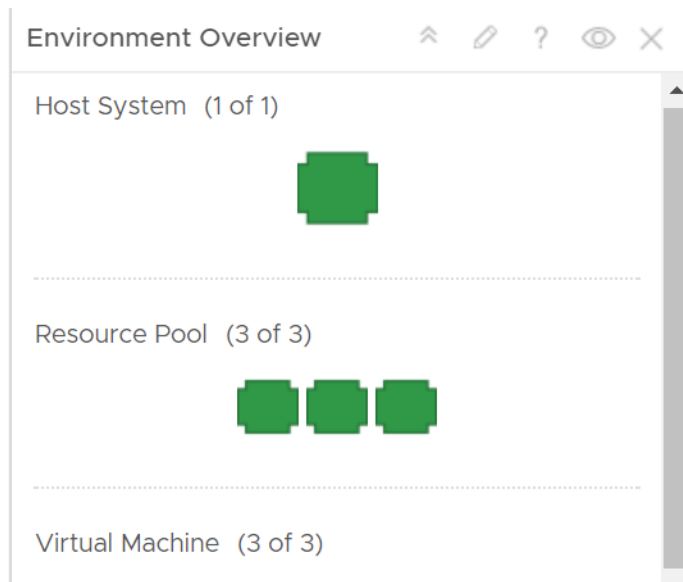 Environment Overview ?
Host System (1 of 1)
Resource Pool (3 of 3)
Virtual Machine (3 of 3)